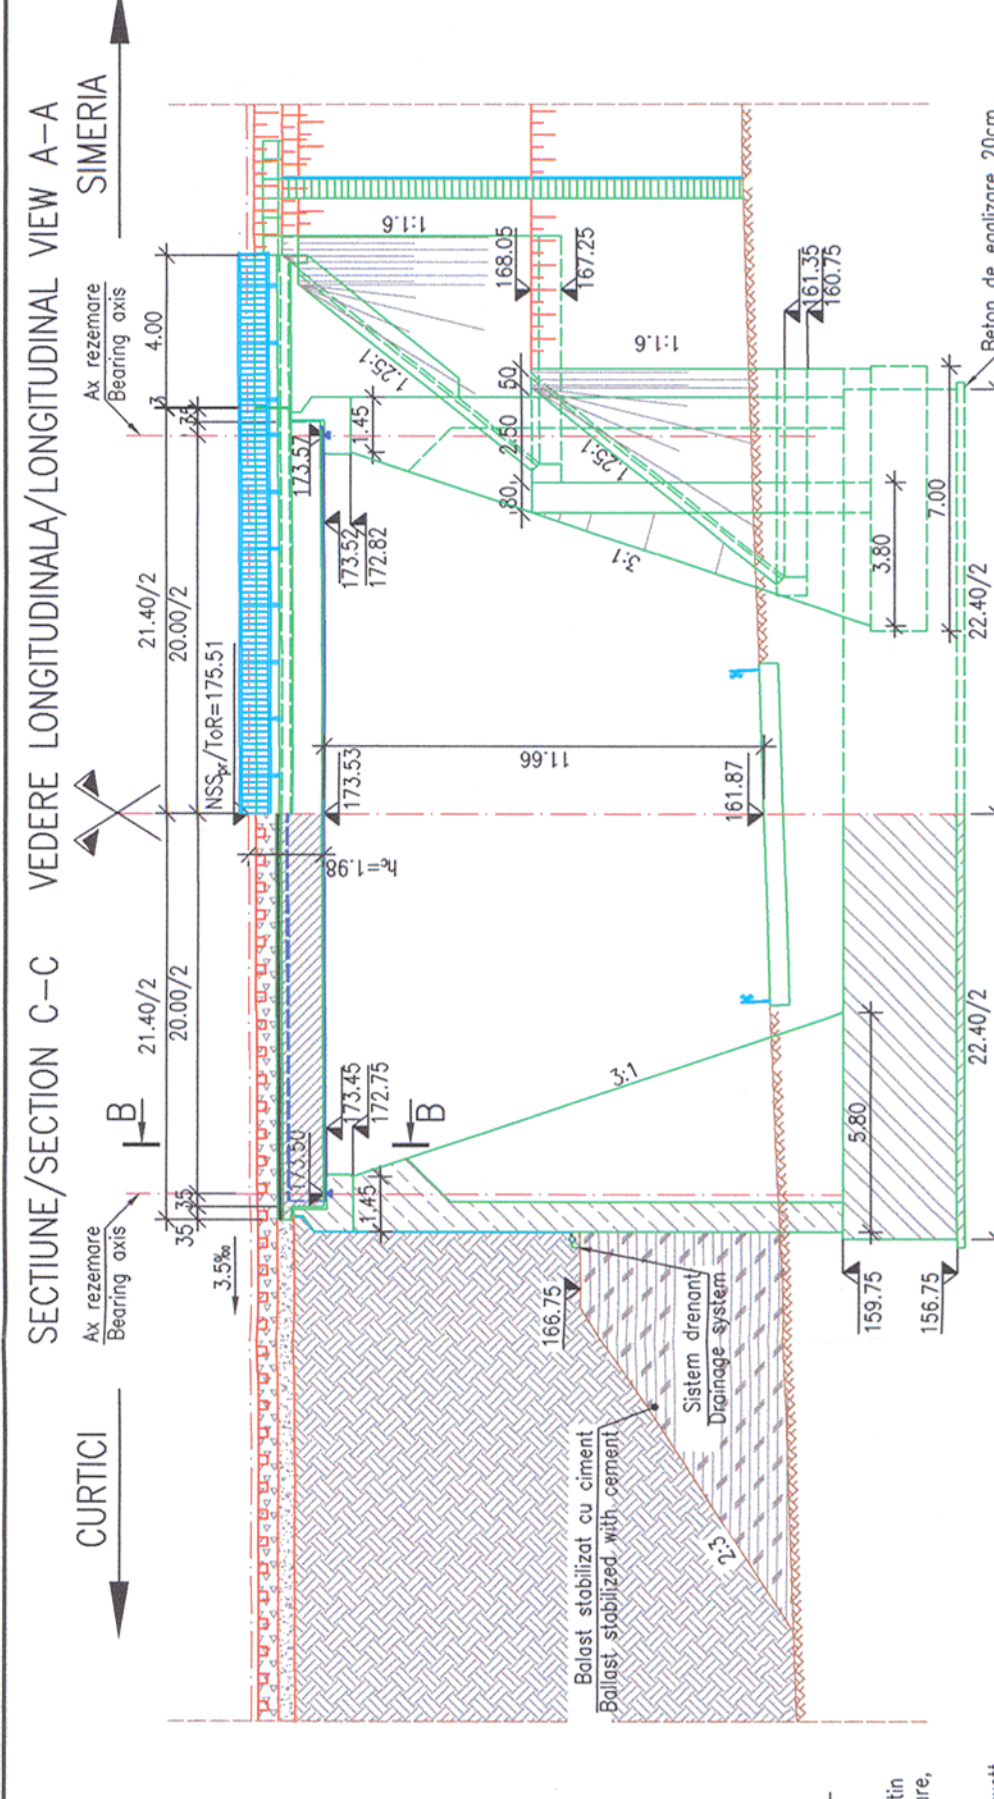 SECTIUNE/SECTION C-C VEDERE LONGITUDINALA/LONGITUDINAL VIEW A-A
CURTICI
SIMERIA
Ax rezemare
Bearing axis
Ax rezemare
Bearing axis
B
B
21.40/2
21.40/2
4.00
3
20.00/2
20.00/2
35
35
35
3.5‰
NSSpr/ToR=175.51
hc=1.98
173.50
173.45
172.75
1.45
173.53
173.57
173.52
172.82
1.45
1:1.6
1.25:1
168.05
167.25
50
2.50
80
1:1.6
1.25:1
3:1
3:1
11.66
161.87
161.35
160.75
166.75
Sistem drenant
Drainage system
Balast stabilizat cu ciment
Ballast stabilized with cement
2:3
5.80
3.80
7.00
159.75
156.75
22.40/2
22.40/2
Beton de egalizare 20cm
tin